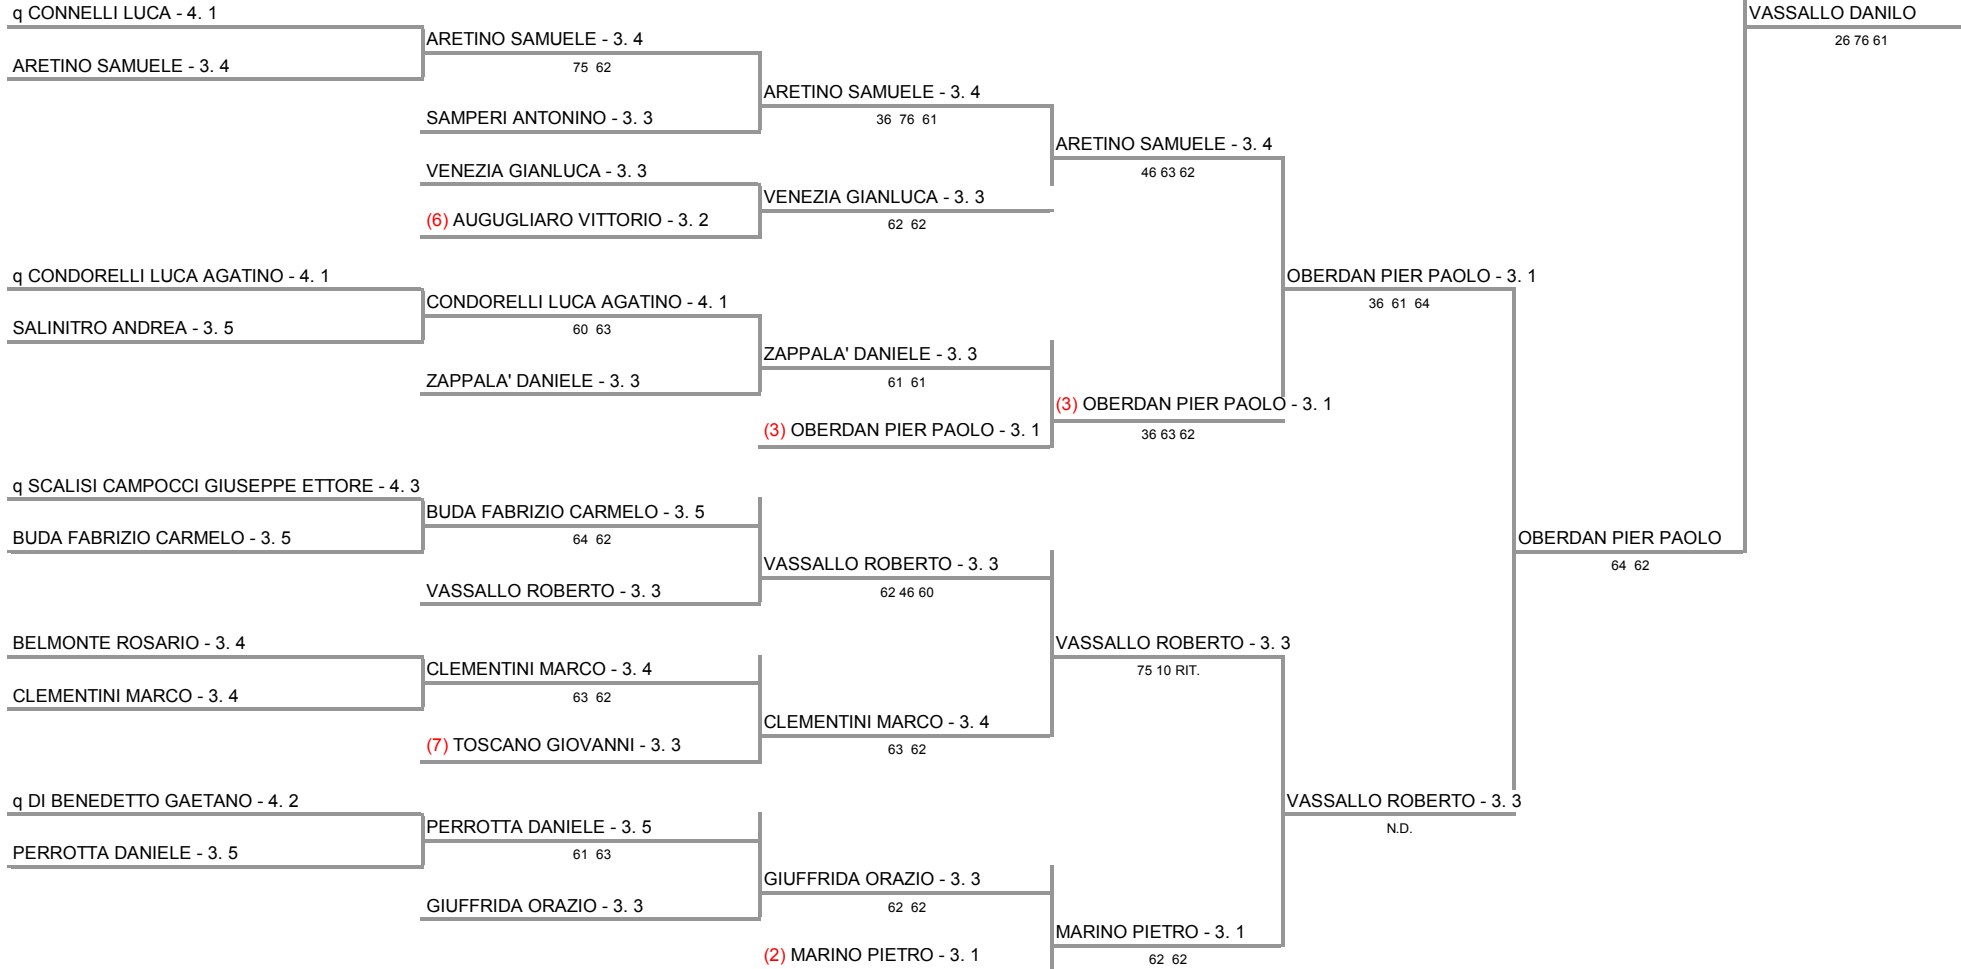 q CONNELLI LUCA - 4. 1
VASSALLO DANILO
ARETINO SAMUELE - 3. 4
26 76 61
ARETINO SAMUELE - 3. 4
75 62
ARETINO SAMUELE - 3. 4
SAMPERI ANTONINO - 3. 3
36 76 61
ARETINO SAMUELE - 3. 4
VENEZIA GIANLUCA - 3. 3
46 63 62
VENEZIA GIANLUCA - 3. 3
(6) AUGUGLIARO VITTORIO - 3. 2
62 62
q CONDORELLI LUCA AGATINO - 4. 1
OBERDAN PIER PAOLO - 3. 1
CONDORELLI LUCA AGATINO - 4. 1
36 61 64
SALINITRO ANDREA - 3. 5
60 63
ZAPPALA' DANIELE - 3. 3
ZAPPALA' DANIELE - 3. 3
61 61
(3) OBERDAN PIER PAOLO - 3. 1
(3) OBERDAN PIER PAOLO - 3. 1
36 63 62
q SCALISI CAMPOCCI GIUSEPPE ETTORE - 4. 3
BUDA FABRIZIO CARMELO - 3. 5
BUDA FABRIZIO CARMELO - 3. 5
64 62
OBERDAN PIER PAOLO
VASSALLO ROBERTO - 3. 3
64 62
VASSALLO ROBERTO - 3. 3
62 46 60
BELMONTE ROSARIO - 3. 4
VASSALLO ROBERTO - 3. 3
CLEMENTINI MARCO - 3. 4
75 10 RIT.
CLEMENTINI MARCO - 3. 4
63 62
CLEMENTINI MARCO - 3. 4
(7) TOSCANO GIOVANNI - 3. 3
63 62
q DI BENEDETTO GAETANO - 4. 2
VASSALLO ROBERTO - 3. 3
PERROTTA DANIELE - 3. 5
N.D.
PERROTTA DANIELE - 3. 5
61 63
GIUFFRIDA ORAZIO - 3. 3
GIUFFRIDA ORAZIO - 3. 3
62 62
MARINO PIETRO - 3. 1
(2) MARINO PIETRO - 3. 1
62 62